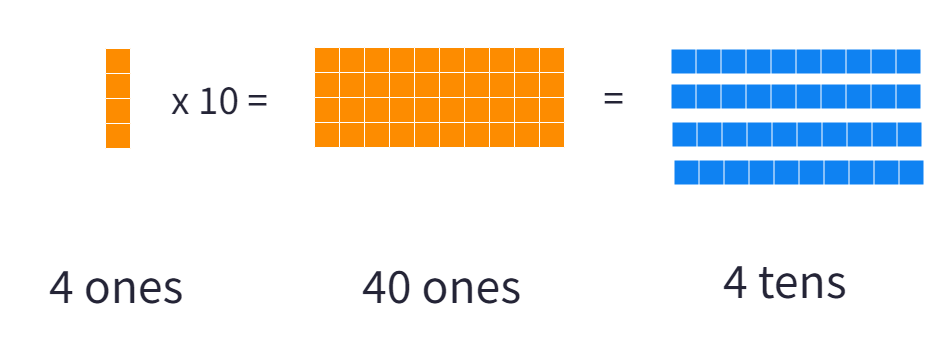 x 10 =
=
4 ones
40 ones
4 tens